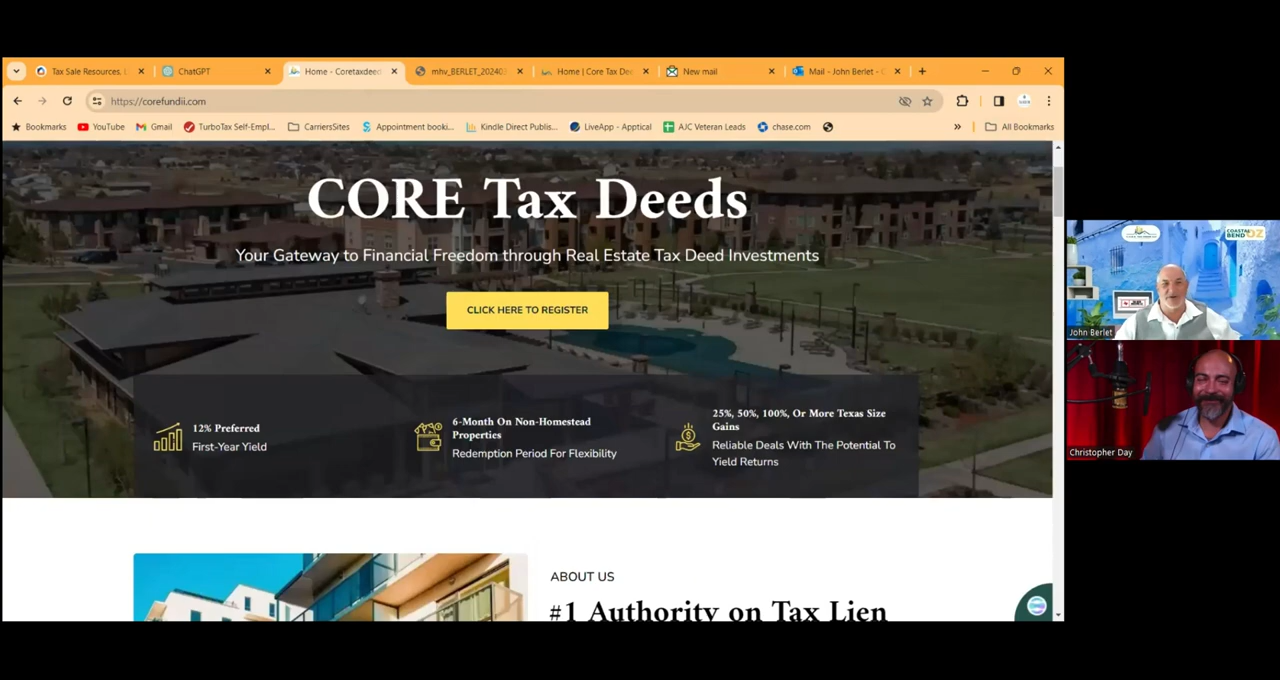 Tax Sale Resources, L
ChatGPT
Home - Coretaxdeed
mhv_BERLET_20240
Home | Core Tax Dee
New mail
Mail - John Berlet - C
https://corefundii.com
Bookmarks
YouTube
Gmail
TurboTax Self-Empl...
CarriersSites
Appointment booki...
Kindle Direct Publis...
LiveApp - Apptical
AJC Veteran Leads
chase.com
All Bookmarks
CORE Tax Deeds
Your Gateway to Financial Freedom through Real Estate Tax Deed Investments
CLICK HERE TO REGISTER
12% Preferred
First-Year Yield
6-Month On Non-Homestead
Properties
Redemption Period For Flexibility
25%, 50%, 100%, Or More Texas Size
Gains
Reliable Deals With The Potential To
Yield Returns
ABOUT US
#1 Authority on Tax Lien
COASTAL
BEND OZ
John Berlet
Christopher Day